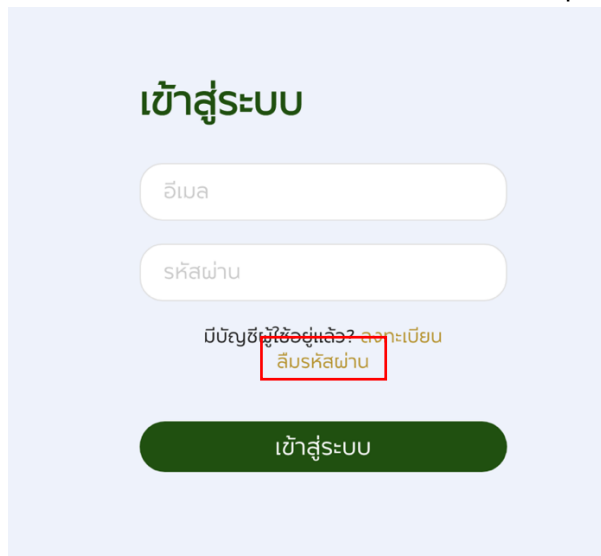 เข้าสู่ระบบ
อีเมล
รหัสผ่าน
มีบัญชีผู้ใช้อยู่แล้ว? ลงทะเบียน
ลืมรหัสผ่าน
เข้าสู่ระบบ